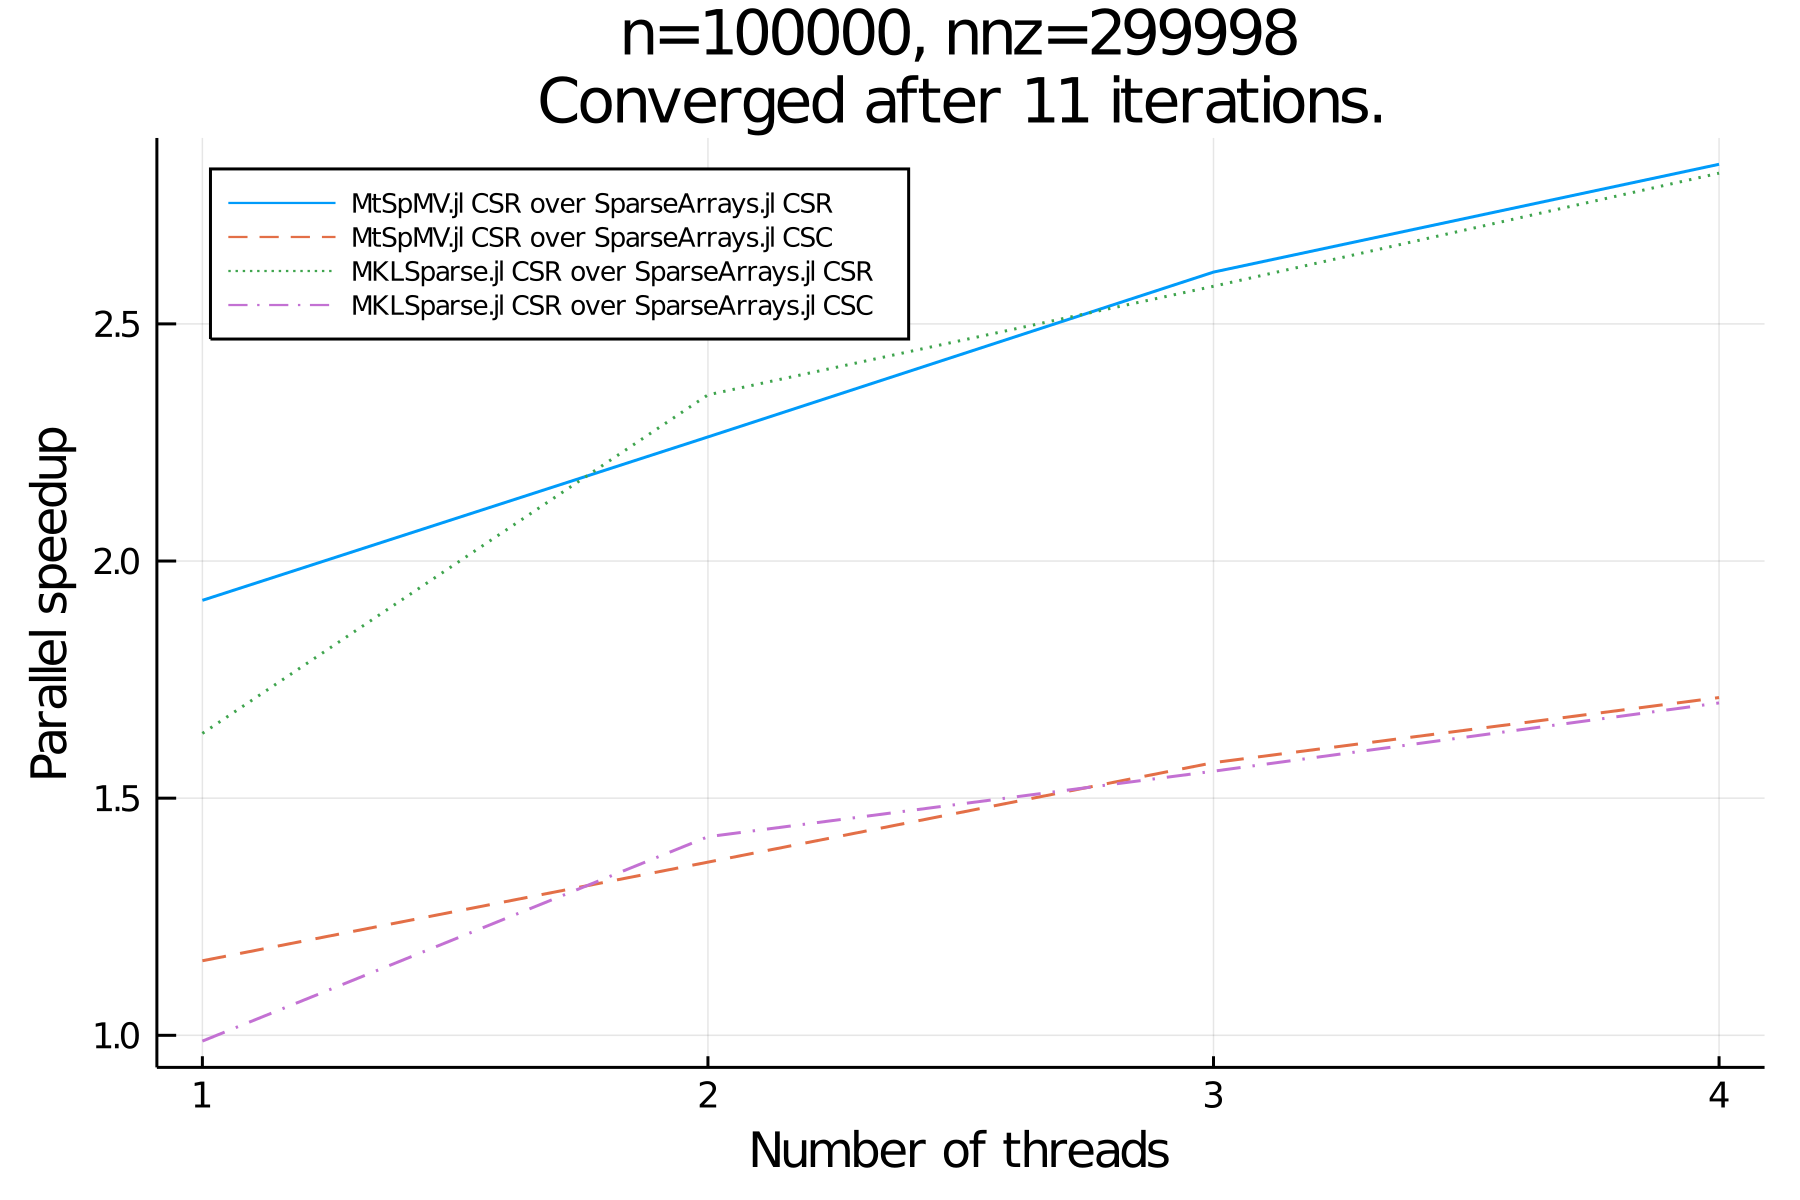 n=100000, nnz=299998
Converged after 11 iterations.
MtSpMV.jl CSR over SparseArrays.jl CSR
MtSpMV.jl CSR over SparseArrays.jl CSC
MKLSparse.jl CSR over SparseArrays.jl CSR
MKLSparse.jl CSR over SparseArrays.jl CSC
Parallel speedup
2.5
2.0
1.5
1.0
1 2 3 4
Number of threads